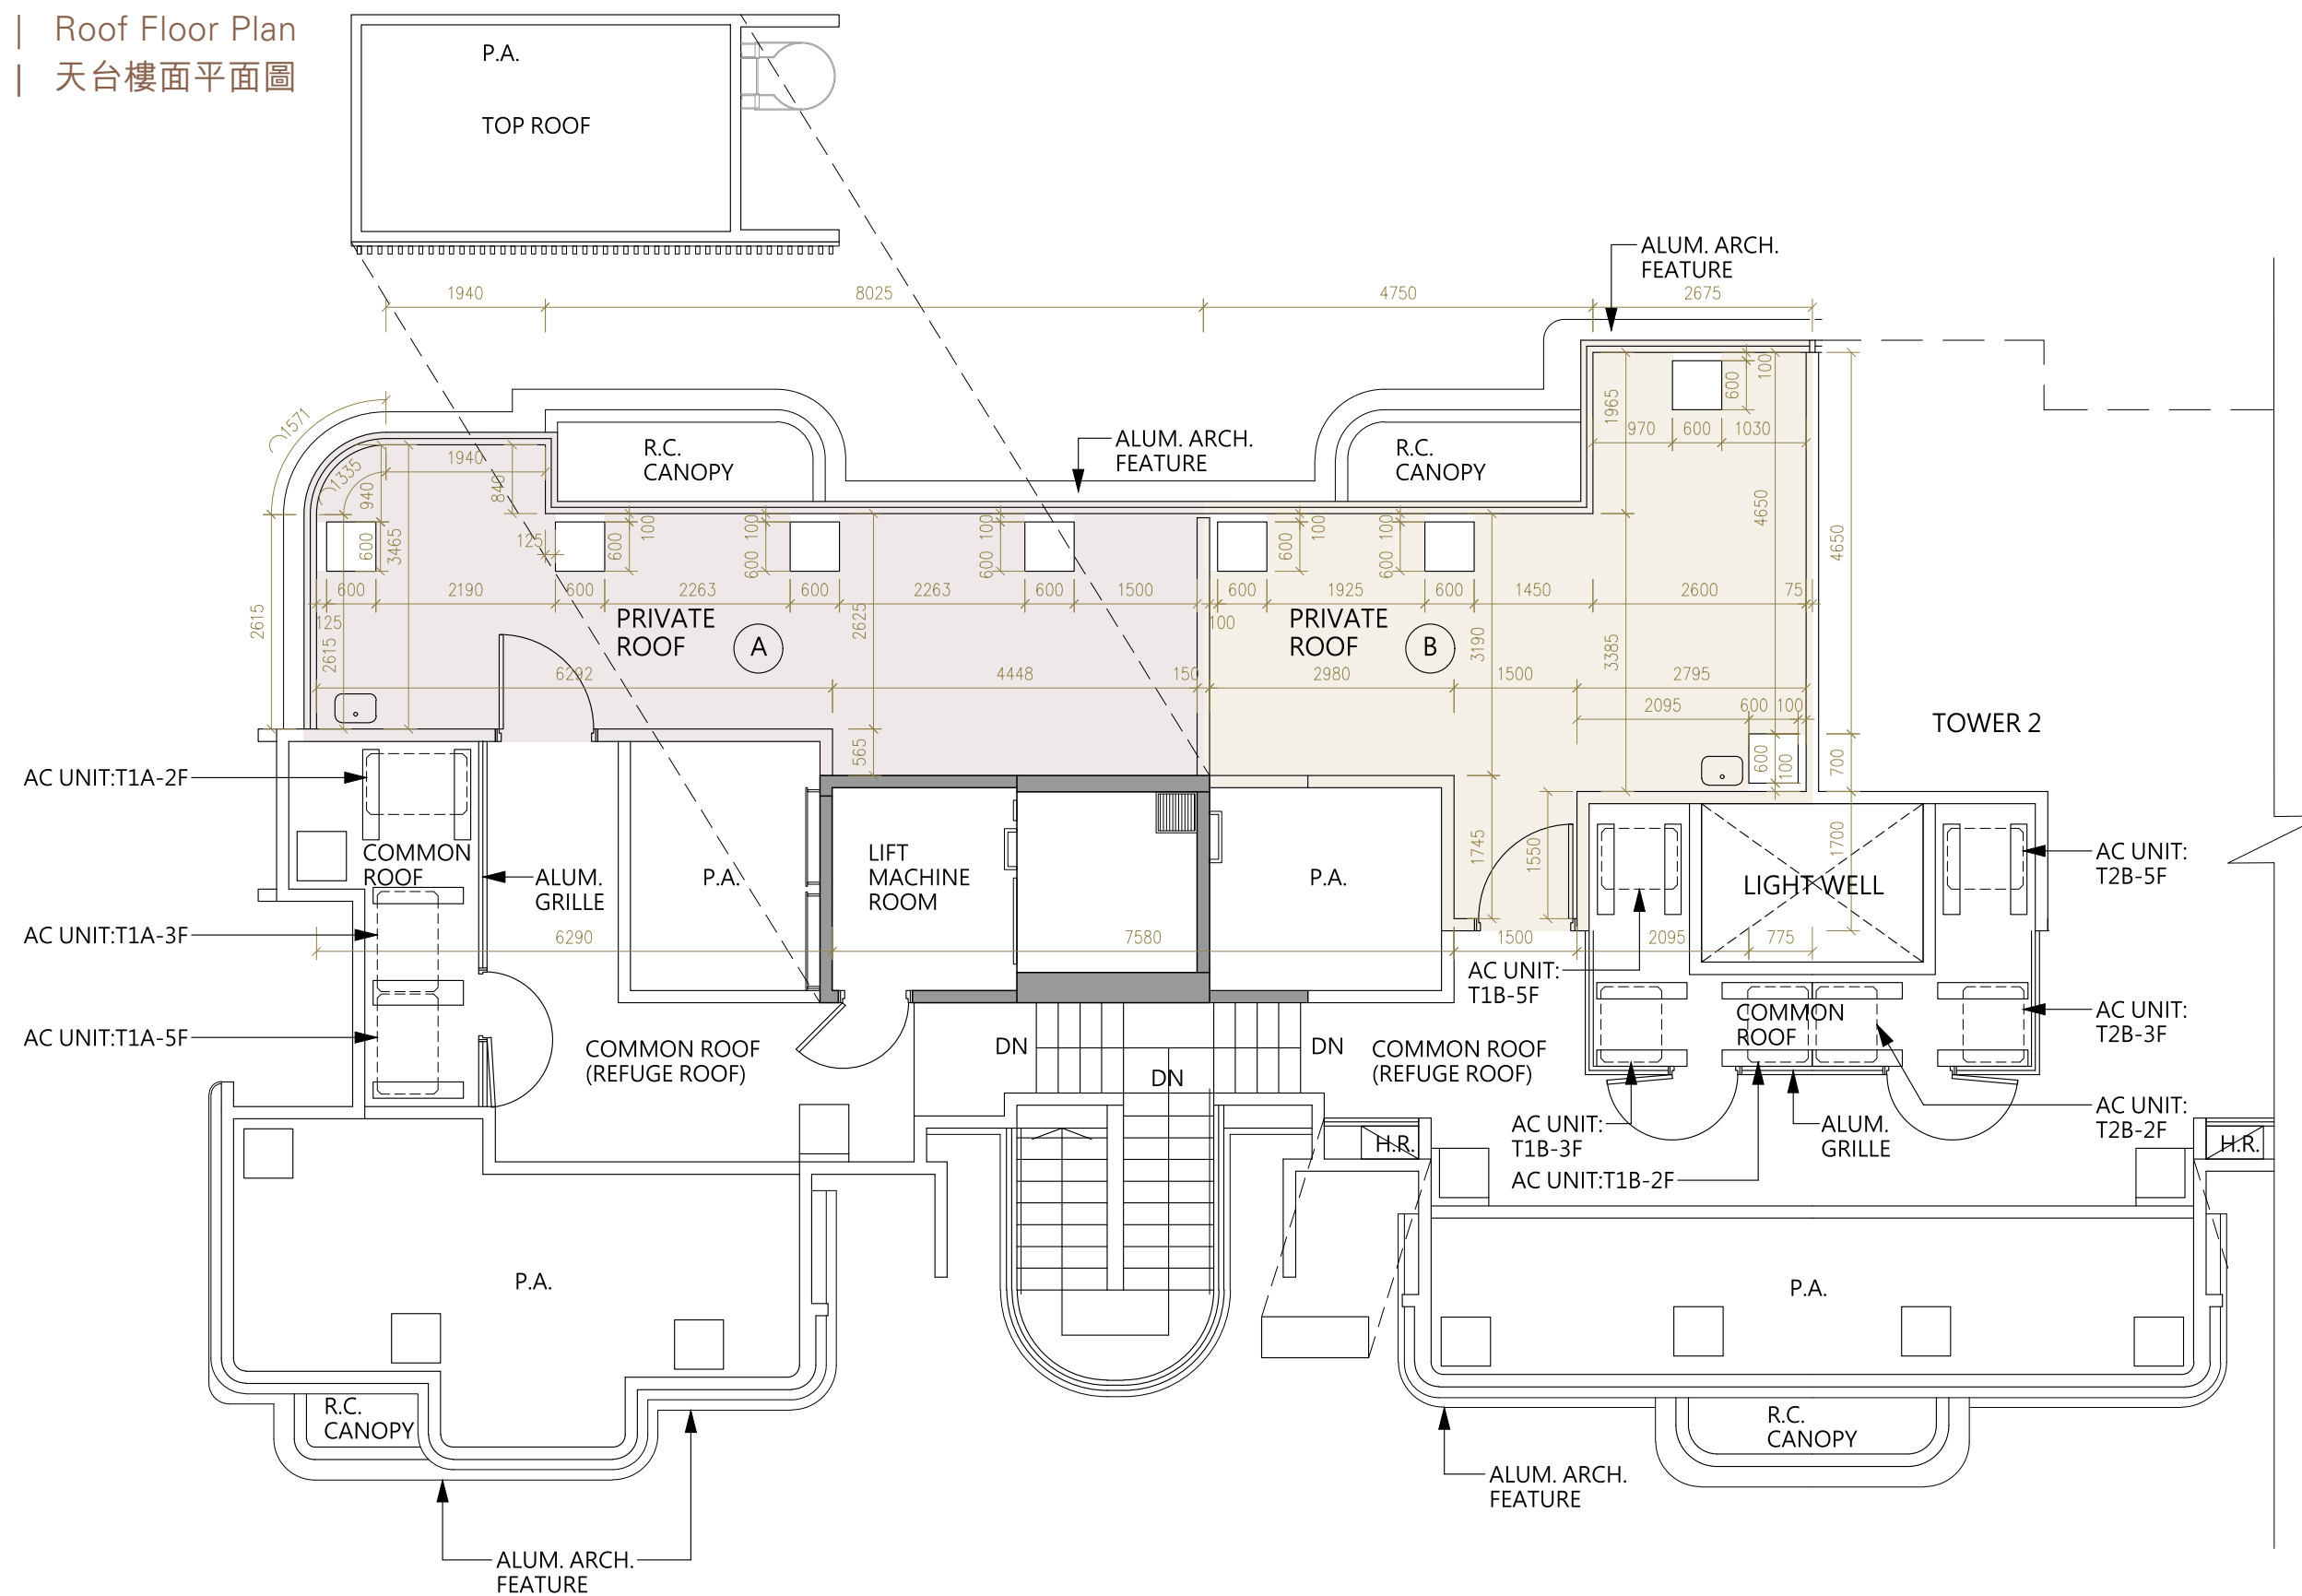 Roof Floor Plan
天台樓面平面圖
P.A.
TOP ROOF
ALUM. ARCH.
FEATURE
1940
8025
4750
2675
1571
1335
1940
940
840
3465
600
125
600
100
600 100
600 100
600
100
600 100
1965
970
600
1030
600
100
4650
4650
R.C.
CANOPY
ALUM. ARCH.
FEATURE
R.C.
CANOPY
2615
2615
125
600
2190
600
2263
600
2263
600
1500
600
1925
600
1450
2600
75
100
PRIVATE
ROOF
A
2625
PRIVATE
ROOF
B
3190
3385
6292
4448
150
2980
1500
2795
2095
600
100
600
100
700
565
TOWER 2
AC UNIT:T1A-2F
COMMON
ROOF
ALUM.
GRILLE
P.A.
LIFT
MACHINE
ROOM
P.A.
1745
1550
1700
LIGHT WELL
AC UNIT:
T2B-5F
AC UNIT:T1A-3F
6290
7580
1500
2095
775
AC UNIT:
T1B-5F
AC UNIT:T1A-5F
COMMON ROOF
(REFUGE ROOF)
DN
DN
DN
COMMON ROOF
(REFUGE ROOF)
COMMON
ROOF
AC UNIT:
T2B-3F
AC UNIT:
T1B-3F
AC UNIT:T1B-2F
ALUM.
GRILLE
AC UNIT:
T2B-2F
H.R.
H.R.
P.A.
P.A.
R.C.
CANOPY
R.C.
CANOPY
ALUM. ARCH.
FEATURE
ALUM. ARCH.
FEATURE